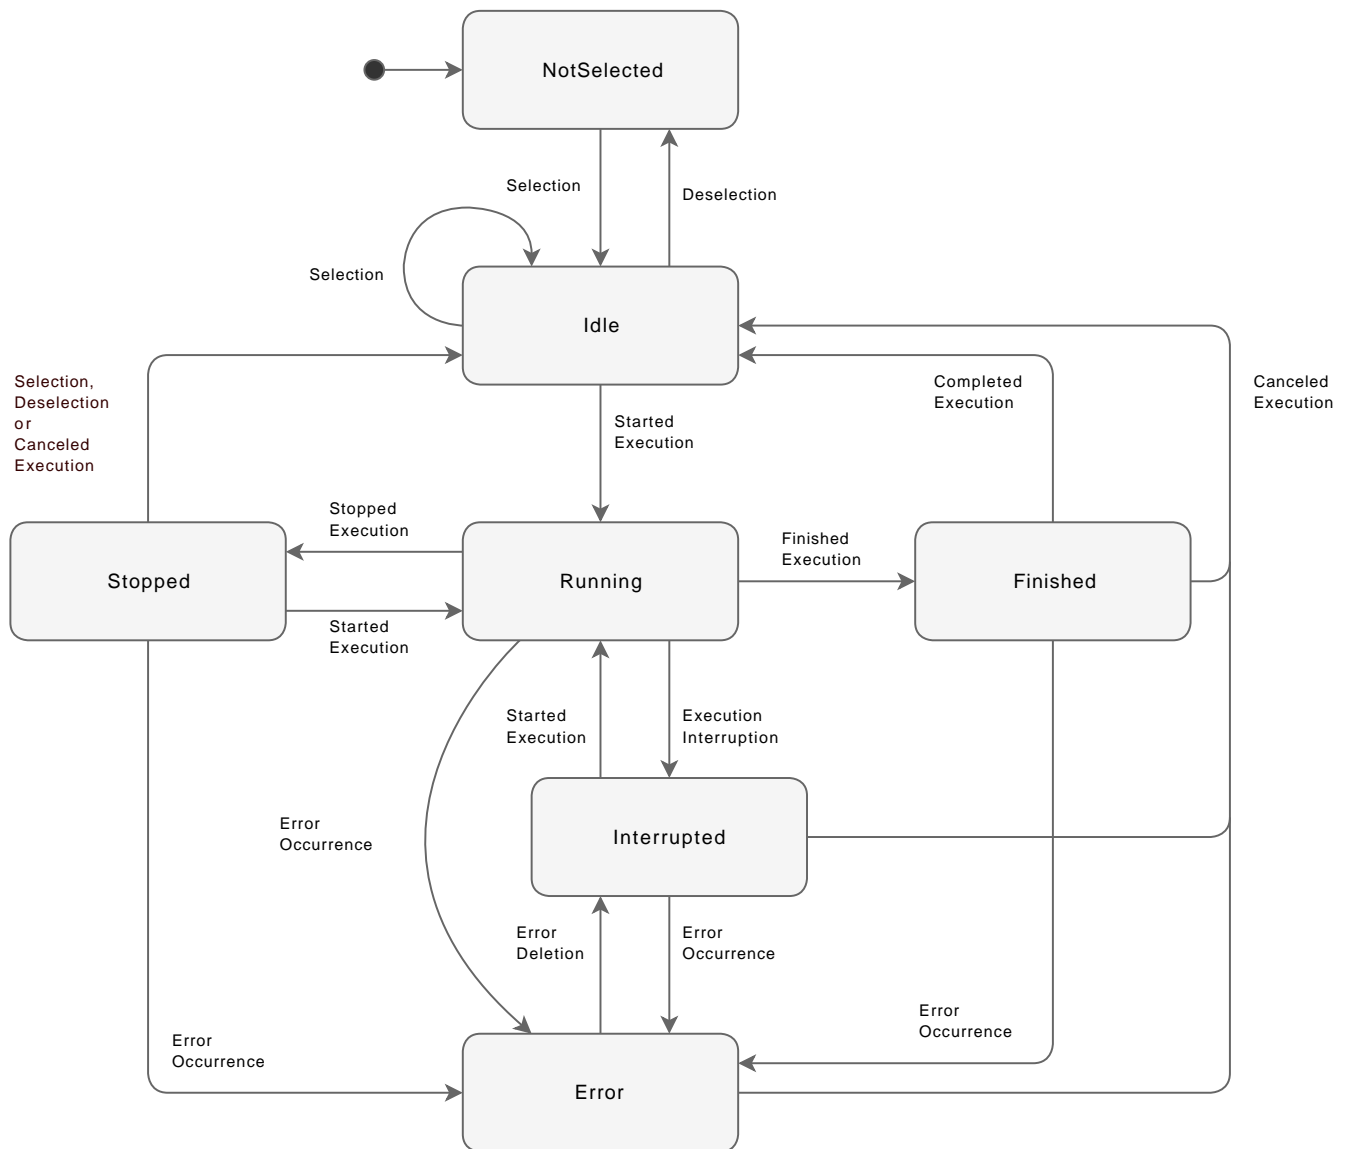 NotSelected
Selection
Deselection
Selection
Idle
Selection,
Deselection
or
Canceled
Execution
Started
Execution
Completed
Execution
Canceled
Execution
Stopped
Execution
Finished
Execution
Stopped
Running
Finished
Started
Execution
Started
Execution
Execution
Interruption
Error
Occurrence
Interrupted
Error
Deletion
Error
Occurrence
Error
Occurrence
Error
Occurrence
Error